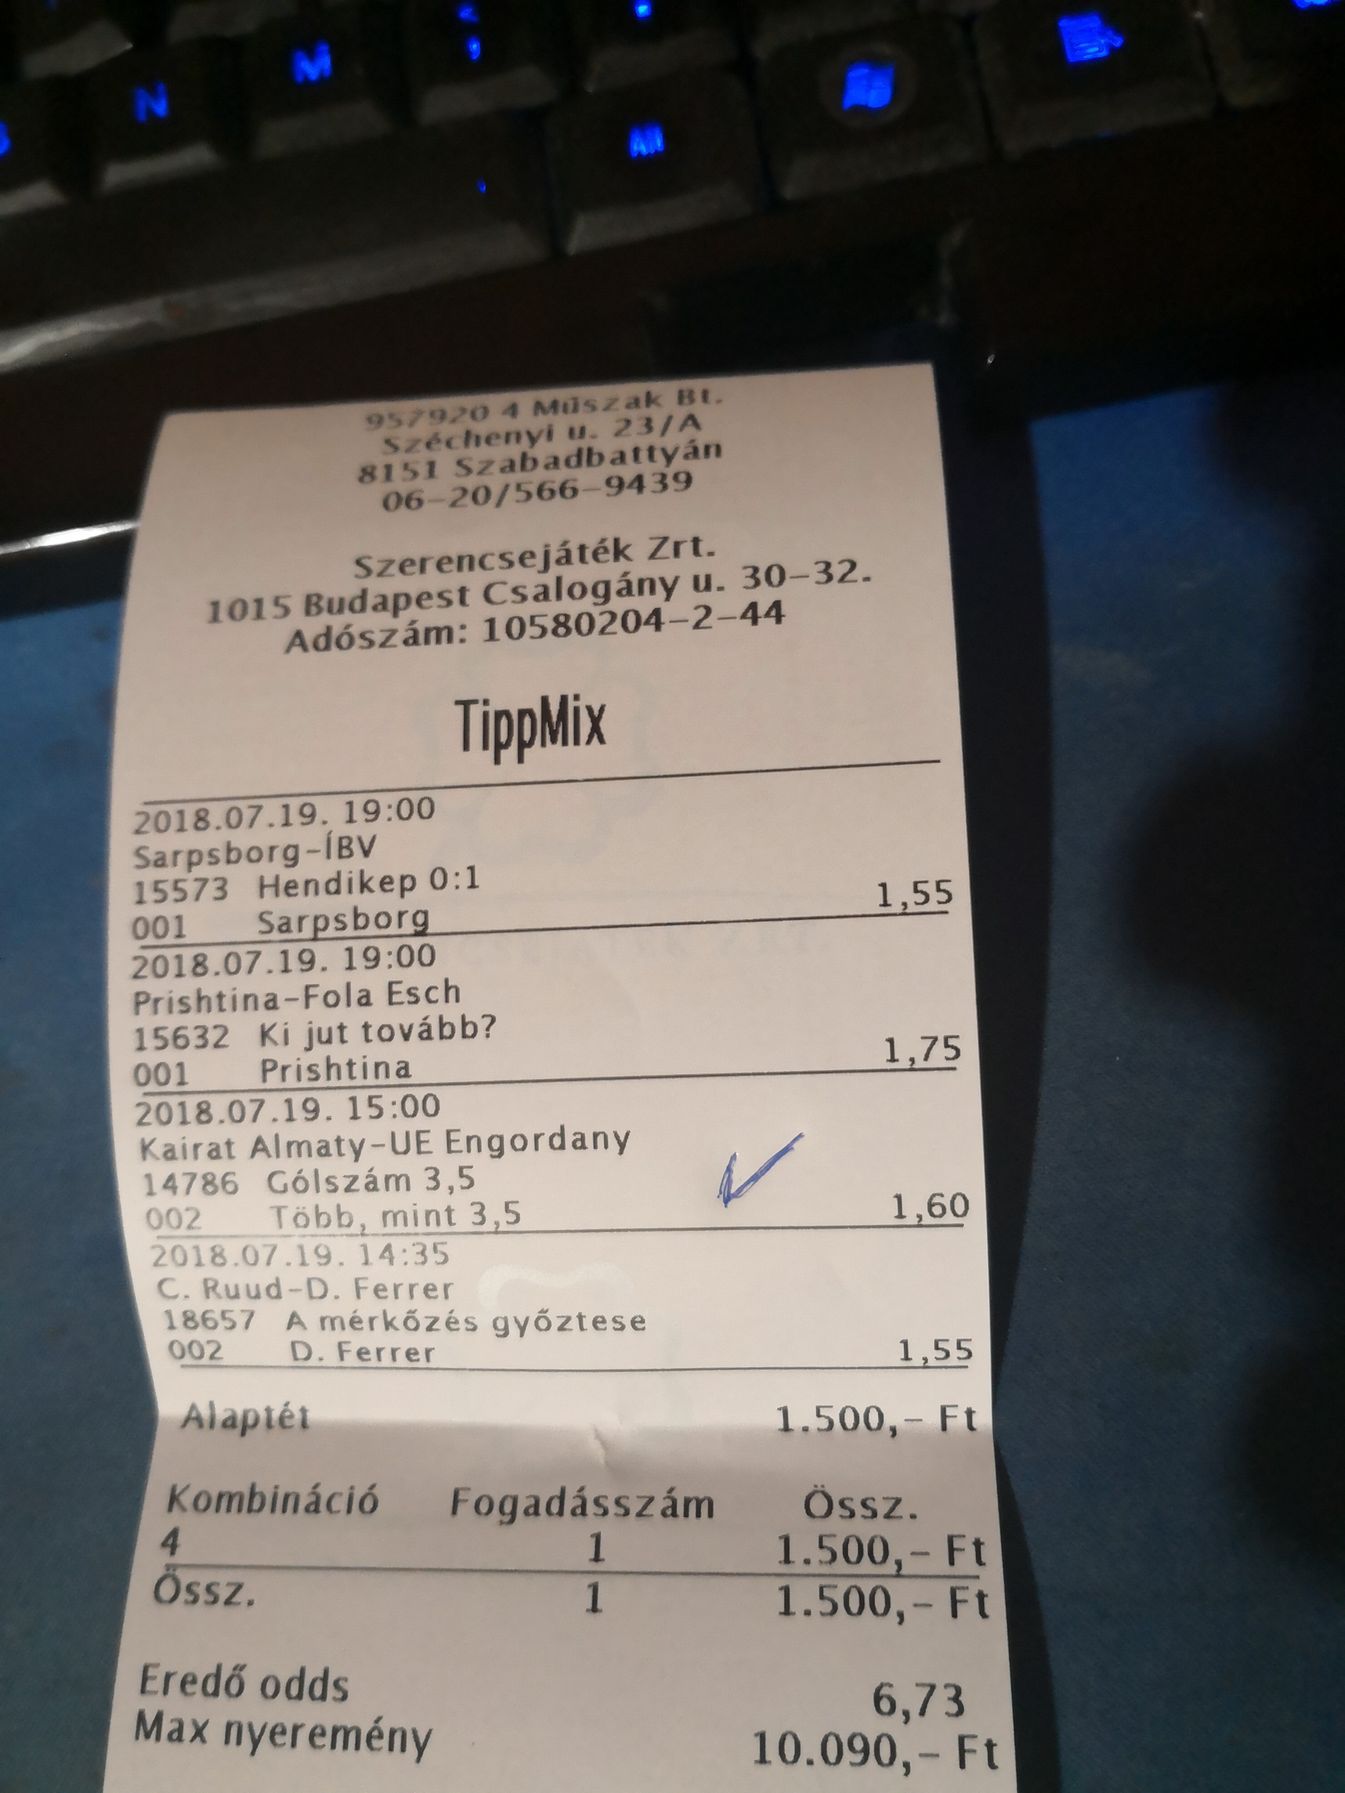 N
M
957920 4 Műszak Bt.
Széchenyi u. 23/A
8151 Szabadbattyán
06-20/566-9439
Szerencsejáték Zrt.
1015 Budapest Csalogány u. 30-32.
Adószám: 10580204-2-44
TippMix
2018.07.19. 19:00
Sarpsborg-ÍBV
15573 Hendikep 0:1
001 Sarpsborg 1,55
2018.07.19. 19:00
Prishtina-Fola Esch
15632 Ki jut tovább?
001 Prishtina 1,75
2018.07.19. 15:00
Kairat Almaty-UE Engordany
14786 Gólszám 3,5
002 Több, mint 3,5 1,60
2018.07.19. 14:35
C. Ruud-D. Ferrer
18657 A mérkőzés győztese
002 D. Ferrer 1,55
Alaptét 1.500,- Ft
Kombináció Fogadásszám Össz.
4 1 1.500,- Ft
Össz. 1 1.500,- Ft
Eredő odds 6,73
Max nyeremény 10.090,- Ft